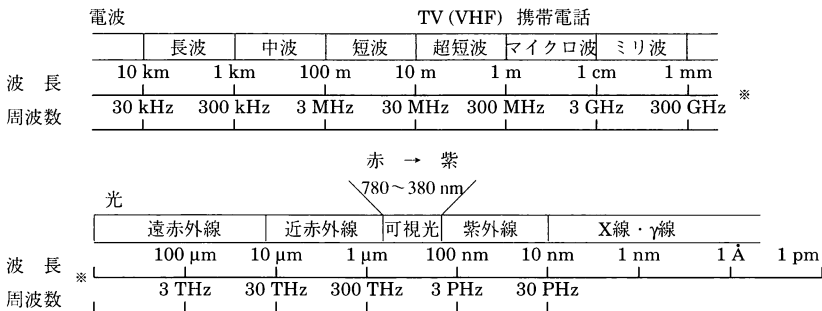 電波 TV (VHF) 携帯電話
長波 中波 短波 超短波 マイクロ波 ミリ波
波長 10 km 1 km 100 m 10 m 1 m 1 cm 1 mm
※
周波数 30 kHz 300 kHz 3 MHz 30 MHz 300 MHz 3 GHz 300 GHz
赤 → 紫
780～380 nm
光
遠赤外線 近赤外線 可視光 紫外線 X線・γ線
波長 100 μm 10 μm 1 μm 100 nm 10 nm 1 nm 1 Å 1 pm
※
周波数 3 THz 30 THz 300 THz 3 PHz 30 PHz